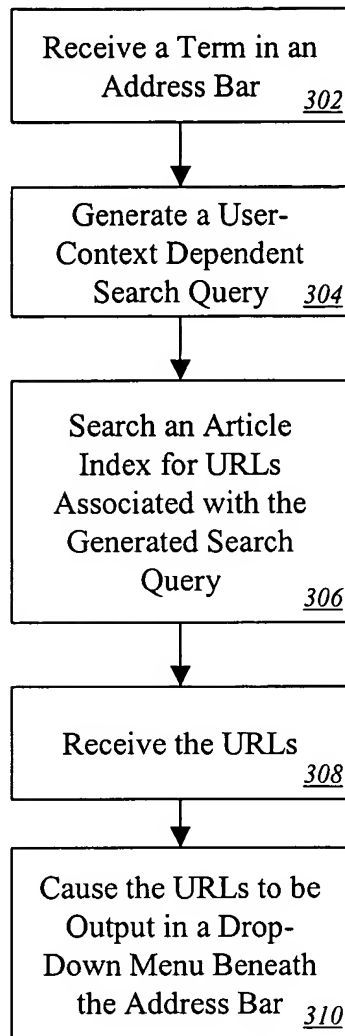 Receive a Term in an
Address Bar
302
Generate a User-
Context Dependent
Search Query
304
Search an Article
Index for URLs
Associated with the
Generated Search
Query
306
Receive the URLs
308
Cause the URLs to be
Output in a Drop-
Down Menu Beneath
the Address Bar
310